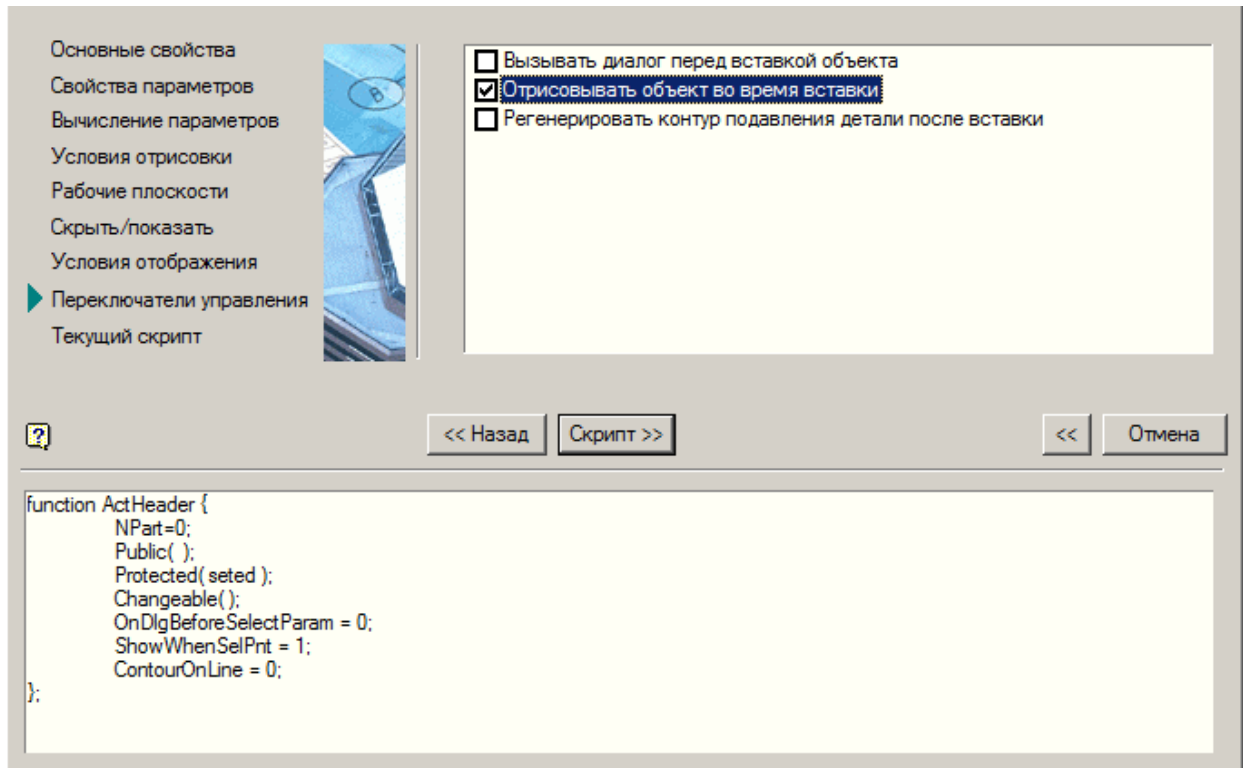 Основные свойства
Свойства параметров
Вычисление параметров
Условия отрисовки
Рабочие плоскости
Скрыть/показать
Условия отображения
Переключатели управления
Текущий скрипт
B
Вызывать диалог перед вставкой объекта
Отрисовывать объект во время вставки
Регенерировать контур подавления детали после вставки
?
<< Назад
Скрипт >>
<<
Отмена
function ActHeader {
NPart=0;
Public( );
Protected( seted );
Changeable( );
OnDlgBeforeSelectParam = 0;
ShowWhenSelPnt = 1;
ContourOnLine = 0;
};